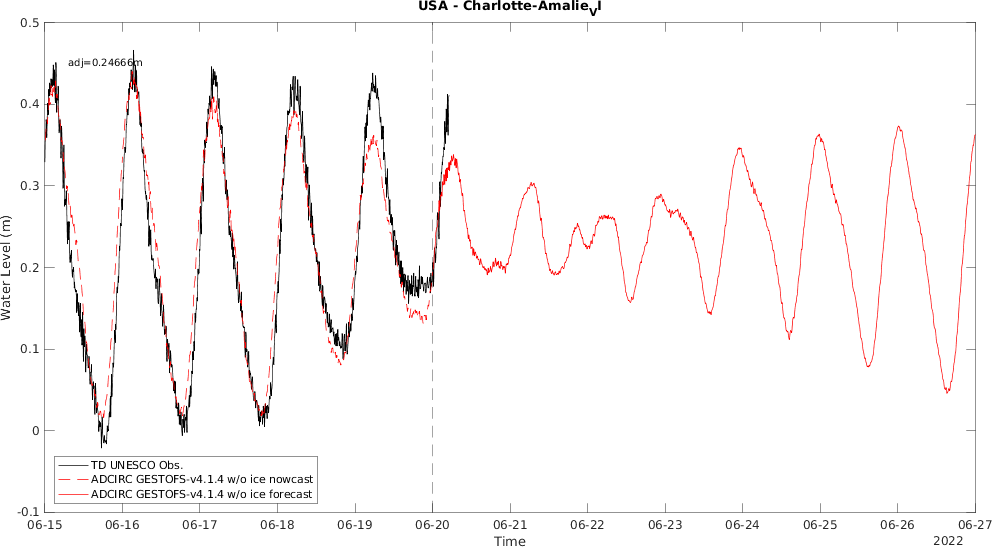 USA - Charlotte-Amalie_VI
adj=0.24666m
0.5
0.4
0.3
0.2
0.1
0
-0.1
Water Level (m)
TD UNESCO Obs.
ADCIRC GESTOFS-v4.1.4 w/o ice nowcast
ADCIRC GESTOFS-v4.1.4 w/o ice forecast
06-15 06-16 06-17 06-18 06-19 06-20 06-21 06-22 06-23 06-24 06-25 06-26 06-27
Time
2022